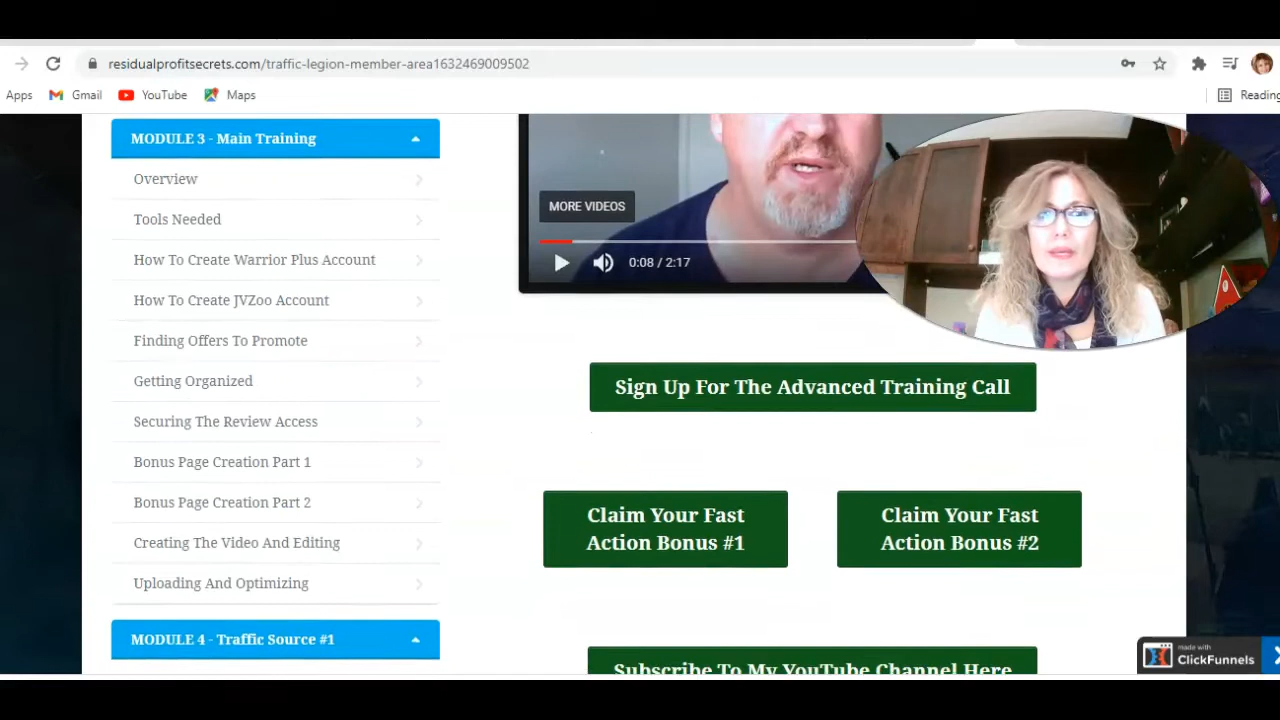 residualprofitsecrets.com/traffic-legion-member-area1632469009502
Apps Gmail YouTube Maps Reading
MODULE 3 - Main Training
Overview
Tools Needed
How To Create Warrior Plus Account
How To Create JVZoo Account
Finding Offers To Promote
Getting Organized
Securing The Review Access
Bonus Page Creation Part 1
Bonus Page Creation Part 2
Creating The Video And Editing
Uploading And Optimizing
MODULE 4 - Traffic Source #1
MORE VIDEOS
0:08 / 2:17
Sign Up For The Advanced Training Call
Claim Your Fast
Action Bonus #1
Claim Your Fast
Action Bonus #2
Subscribe To My YouTube Channel Here
made with
ClickFunnels